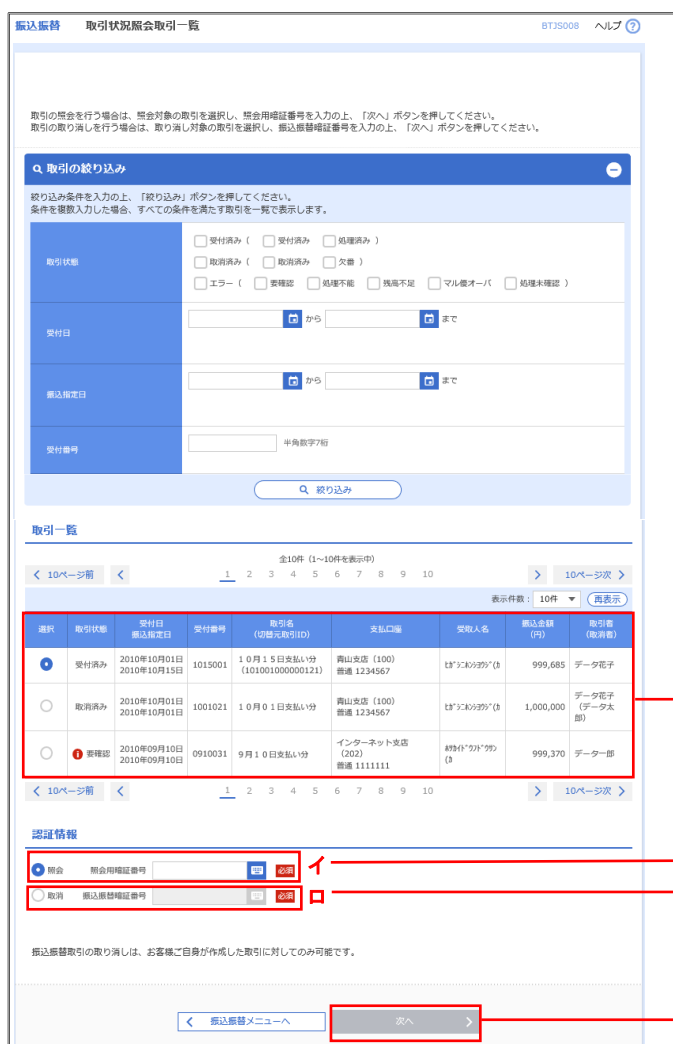 振込振替 取引状況照会取引一覧 BTJS008 ヘルプ ?
取引の照会を行う場合は、照会対象の取引を選択し、照会用暗証番号を入力の上、「次へ」ボタンを押してください。
取引の取り消しを行う場合は、取り消し対象の取引を選択し、振込振替暗証番号を入力の上、「次へ」ボタンを押してください。
取引の絞り込み
絞り込み条件を入力の上、「絞り込み」ボタンを押してください。
条件を複数入力した場合、すべての条件を満たす取引を一覧で表示します。
取引状態
受付済み ( 受付済み 処理済み )
取消済み ( 取消済み 欠番 )
エラー ( 要確認 処理不能 残高不足 マル優オーバ 処理未確認 )
受付日 から まで
振込指定日 から まで
受付番号 半角数字7桁
絞り込み
取引一覧
全10件 (1~10件を表示中)
10ページ前 1 2 3 4 5 6 7 8 9 10 10ページ次
表示件数: 10件 再表示
選択 取引状態 受付日 振込指定日 受付番号 取引名 (切替元取引ID) 支払口座 受取人名 振込金額 (円) 取引者 (取消者)
受付済み 2010年10月01日 2010年10月15日 1015001 10月15日支払い分 (101001000000121) 青山支店 (100) 普通 1234567 ﾋｶﾞｼﾆﾎﾝｼﾖｳｼﾞ(ｶ 999,685 データ花子
取消済み 2010年10月01日 2010年10月01日 1001021 10月01日支払い分 青山支店 (100) 普通 1234567 ﾋｶﾞｼﾆﾎﾝｼﾖｳｼﾞ(ｶ 1,000,000 データ花子 (データ太郎)
要確認 2010年09月10日 2010年09月10日 0910031 9月10日支払い分 インターネット支店 (202) 普通 1111111 (ｶ 999,370 データ一郎
10ページ前 1 2 3 4 5 6 7 8 9 10 10ページ次
認証情報
照会 照会用暗証番号 必須 イ
取消 振込振替暗証番号 必須 ロ
振込振替取引の取り消しは、お客様ご自身が作成した取引に対してのみ可能です。
振込振替メニューへ 次へ